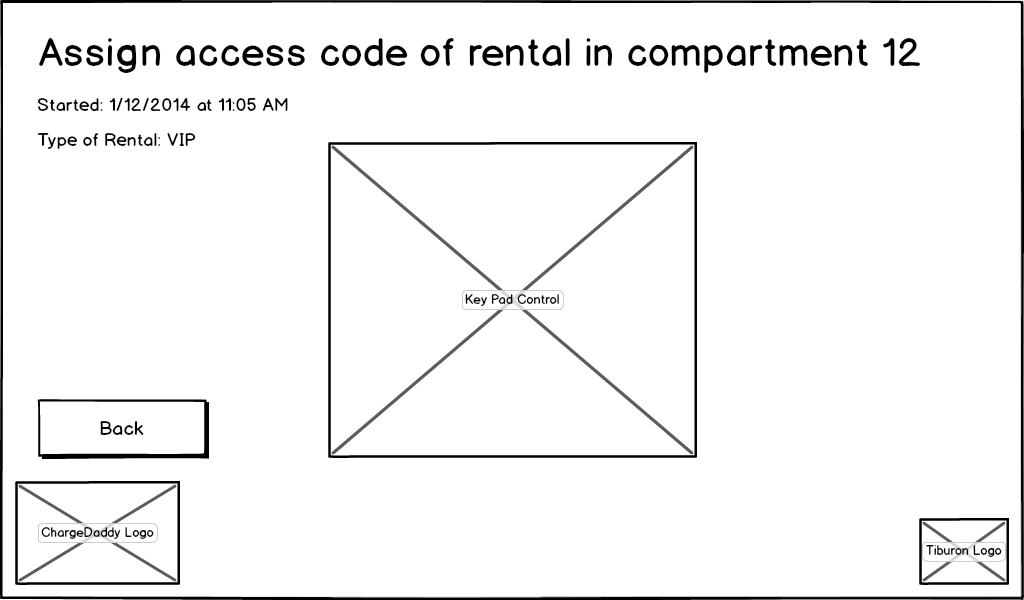 Assign access code of rental in compartment 12
Started: 1/12/2014 at 11:05 AM
Type of Rental: VIP
Key Pad Control
Back
ChargeDaddy Logo
Tiburon Logo